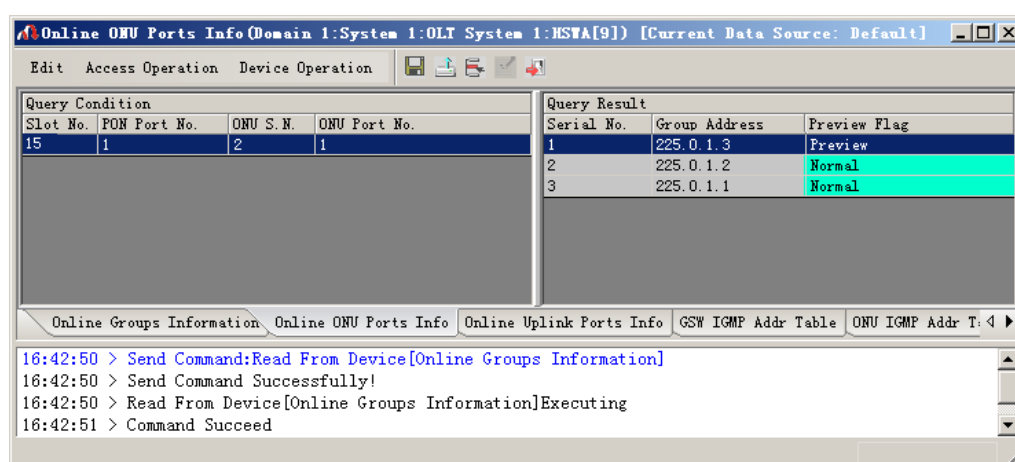 Online ONU Ports Info(Domain 1:System 1:OLT System 1:HSWA[9]) [Current Data Source: Default]
Edit Access Operation Device Operation
Query Condition Query Result
Slot No. PON Port No. ONU S.N. ONU Port No. Serial No. Group Address Preview Flag
15 1 2 1 1 225.0.1.3 Preview
2 225.0.1.2 Normal
3 225.0.1.1 Normal
Online Groups Information Online ONU Ports Info Online Uplink Ports Info GSW IGMP Addr Table ONU IGMP Addr
16:42:50 > Send Command:Read From Device[Online Groups Information]
16:42:50 > Send Command Successfully!
16:42:50 > Read From Device[Online Groups Information]Executing
16:42:51 > Command Succeed